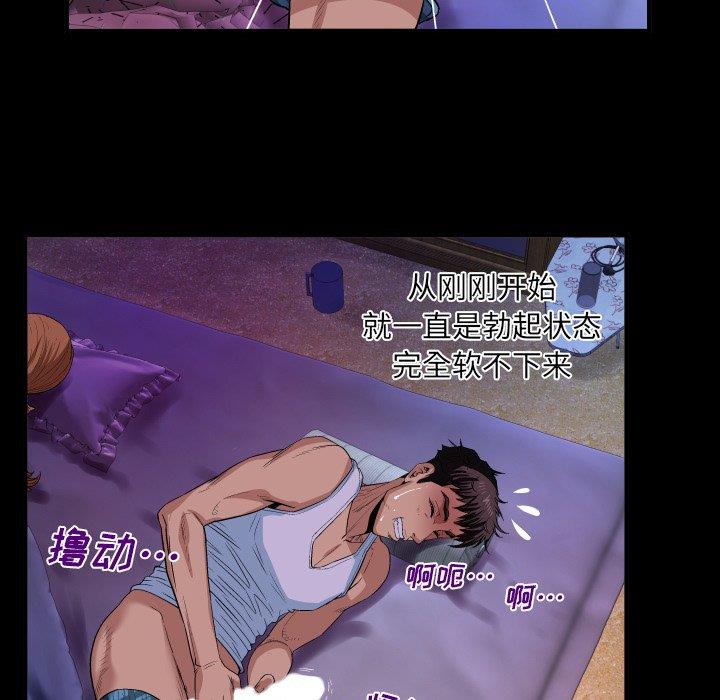 从刚刚开始
就一直是勃起状态
完全软不下来
撸动…
啊呃…
啊…